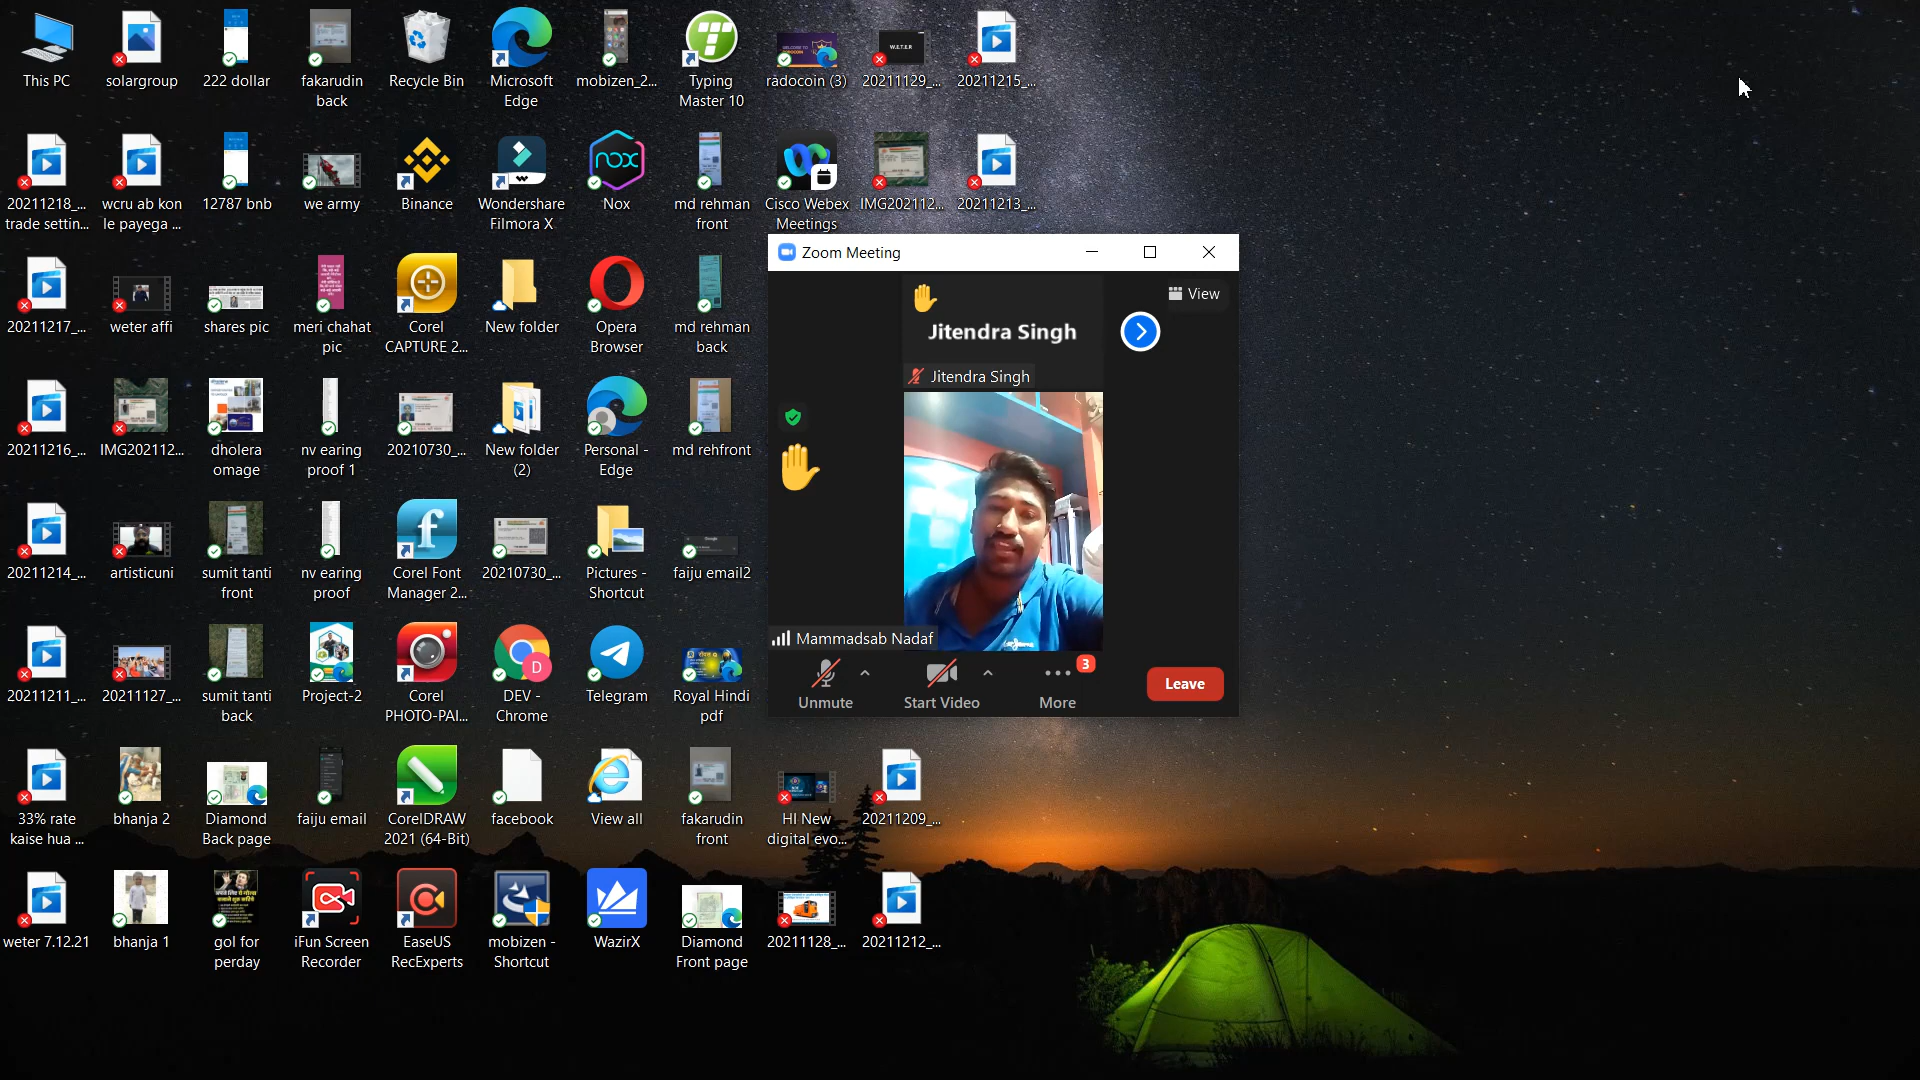 This PC
solargroup
222 dollar
fakarudin
back
Recycle Bin
Microsoft
Edge
mobizen_2...
Typing
Master 10
radocoin (3)
W.E.T.E.R
20211129_...
20211215_...
20211218_...
trade settin...
wcru ab kon
le payega ...
12787 bnb
we army
Binance
Wondershare
Filmora X
nox
Nox
md rehman
front
Cisco Webex
Meetings
IMG202112...
20211213_...
20211217_...
weter affi
shares pic
meri chahat
pic
Corel
CAPTURE 2...
New folder
Opera
Browser
md rehman
back
20211216_...
IMG202112...
dholera
omage
nv earing
proof 1
20210730_...
New folder
(2)
Personal -
Edge
md rehfront
20211214_...
artisticuni
sumit tanti
front
nv earing
proof
Corel Font
Manager 2...
20210730_...
Pictures -
Shortcut
faiju email2
20211211_...
20211127_...
sumit tanti
back
Project-2
Corel
PHOTO-PAI...
D
DEV -
Chrome
Telegram
Royal Hindi
pdf
33% rate
kaise hua ...
bhanja 2
Diamond
Back page
faiju email
CorelDRAW
2021 (64-Bit)
facebook
View all
fakarudin
front
HI New
digital evo...
20211209_...
weter 7.12.21
bhanja 1
gol for
perday
iFun Screen
Recorder
EaseUS
RecExperts
mobizen -
Shortcut
WazirX
Diamond
Front page
20211128_...
20211212_...
Zoom Meeting
View
Jitendra Singh
Jitendra Singh
Mammadsab Nadaf
Unmute
Start Video
3
More
Leave